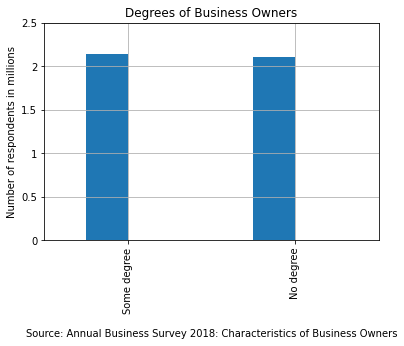 Degrees of Business Owners
Number of respondents in millions
2.5
2
1.5
1
0.5
0
Some degree
No degree
Source: Annual Business Survey 2018: Characteristics of Business Owners